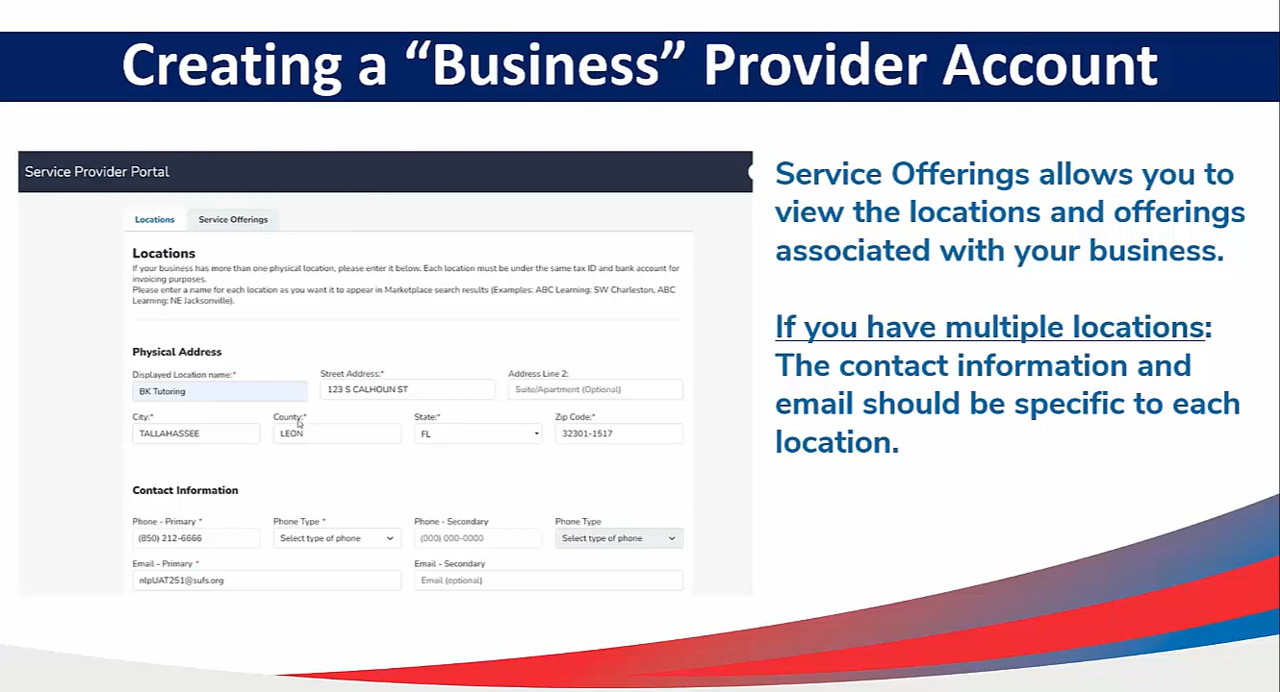 Creating a “Business” Provider Account
Service Provider Portal
Locations
Service Offerings
Locations
If your business has more than one physical location, please enter it below. Each location must be under the same tax ID and bank account for
invoicing purposes.
Please enter a name for each location as you want it to appear in Marketplace search results (Examples: ABC Learning: SW Charleston, ABC
Learning: NE Jacksonville).
Physical Address
Displayed Location name:*
Street Address:*
Address Line 2:
BK Tutoring
123 S CALHOUN ST
Suite/Apartment (Optional)
City:*
County:*
State:*
Zip Code:*
TALLAHASSEE
LEON
FL
32301-1517
Contact Information
Phone - Primary *
Phone Type *
Phone - Secondary
Phone Type
(850) 212-6666
Select type of phone
(000) 000-0000
Select type of phone
Email - Primary *
Email - Secondary
nlpUAT251@sufs.org
Email (optional)
Service Offerings allows you to
view the locations and offerings
associated with your business.
If you have multiple locations:
The contact information and
email should be specific to each
location.